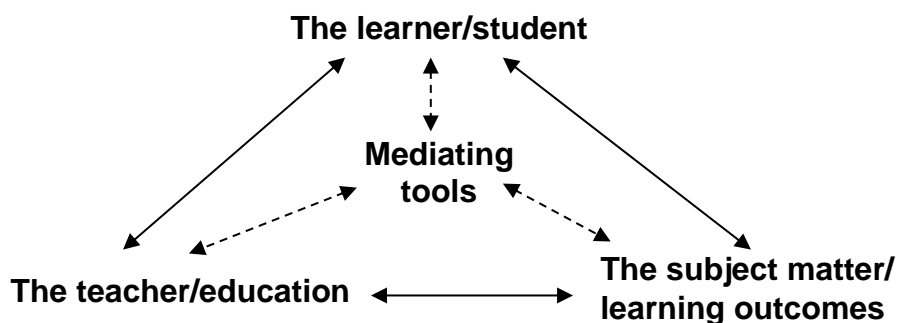 The learner/student
Mediating
tools
The teacher/education
The subject matter/
learning outcomes